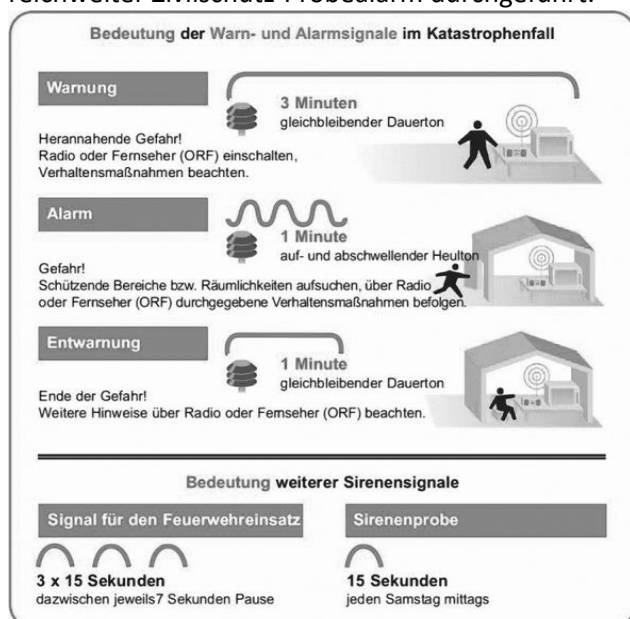 reichweiter Zivilschutz-Probealarm durchgeführt.
Bedeutung der Warn- und Alarmsignale im Katastrophenfall
Warnung
3 Minuten
gleichbleibender Dauerton
Herannahende Gefahr!
Radio oder Fernseher (ORF) einschalten,
Verhaltensmaßnahmen beachten.
Alarm
1 Minute
auf- und abschwellender Heulton
Gefahr!
Schützende Bereiche bzw. Räumlichkeiten aufsuchen, über Radio
oder Fernseher (ORF) durchgegebene Verhaltensmaßnahmen befolgen.
Entwarnung
1 Minute
gleichbleibender Dauerton
Ende der Gefahr!
Weitere Hinweise über Radio oder Fernseher (ORF) beachten.
Bedeutung weiterer Sirenensignale
Signal für den Feuerwehreinsatz
3 x 15 Sekunden
dazwischen jeweils7 Sekunden Pause
Sirenenprobe
15 Sekunden
jeden Samstag mittags